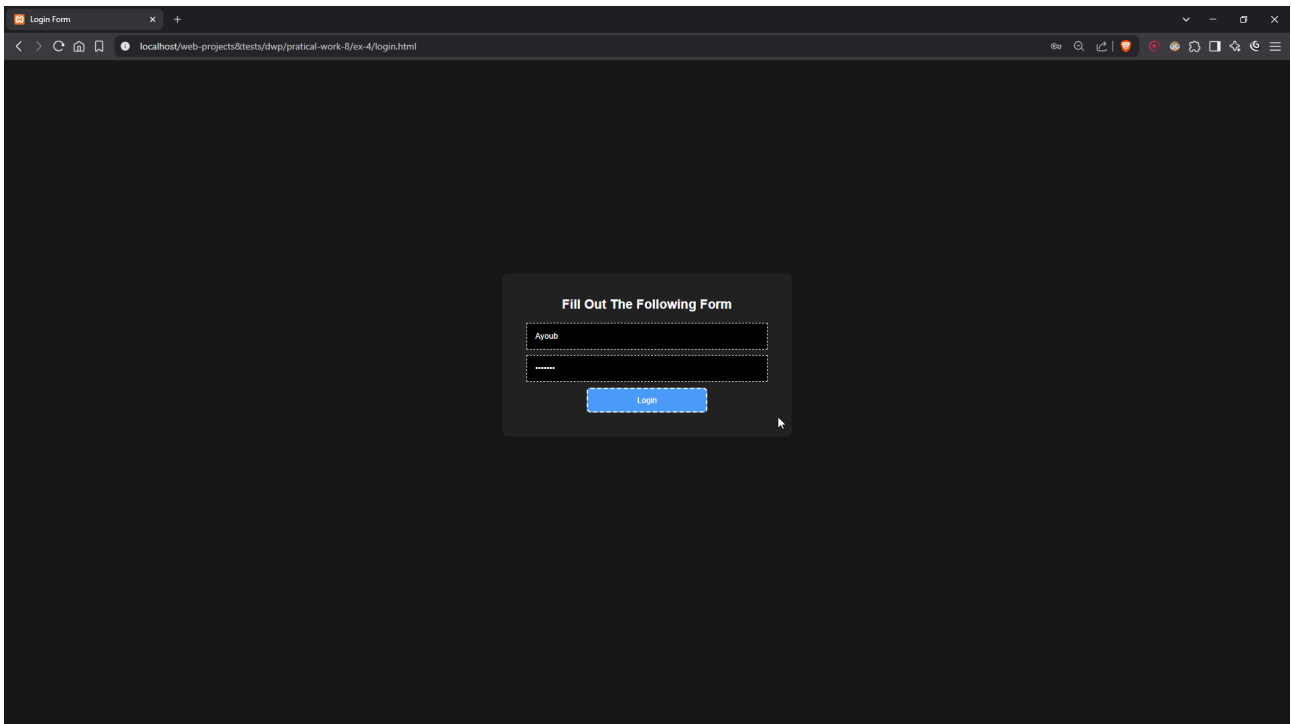 Login Form
localhost/web-projects&tests/dwp/pratical-work-8/ex-4/login.html
Fill Out The Following Form
Ayoub
•••••••
Login